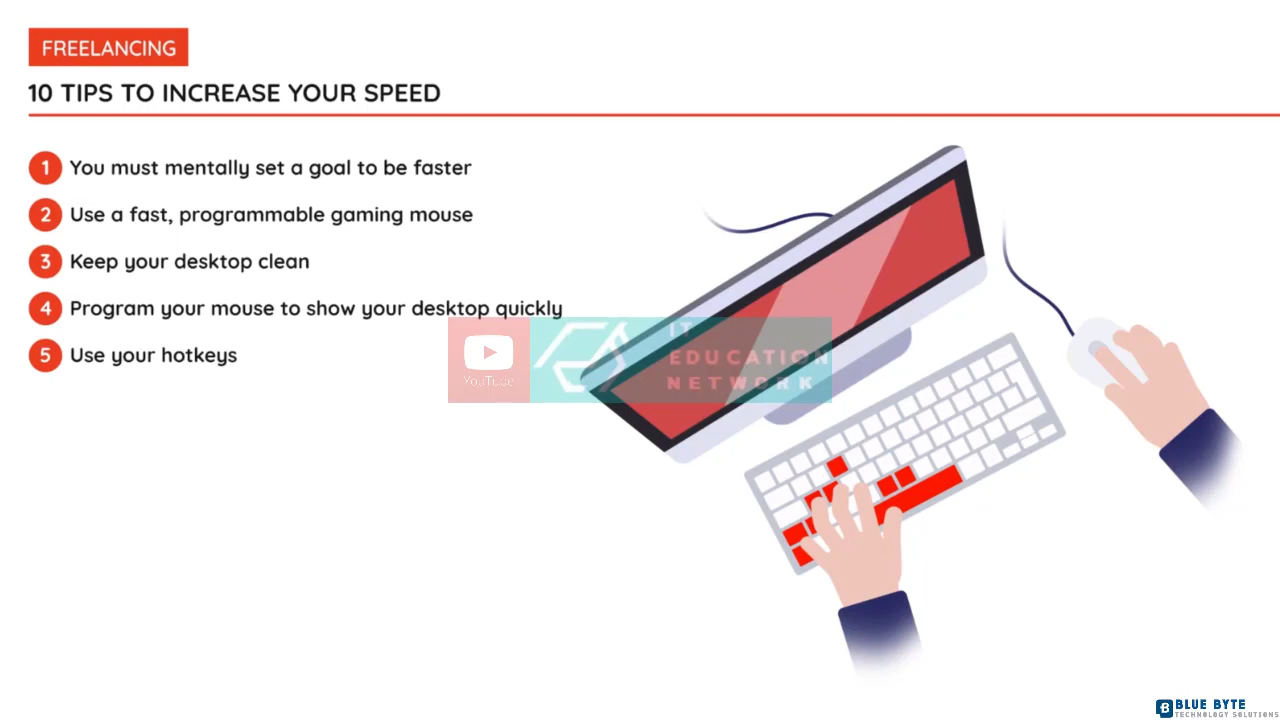 FREELANCING
10 TIPS TO INCREASE YOUR SPEED
1 You must mentally set a goal to be faster
2 Use a fast, programmable gaming mouse
3 Keep your desktop clean
4 Program your mouse to show your desktop quickly
5 Use your hotkeys
YouTube
IT
EDUCATION
NETWORK
BLUE BYTE
TECHNOLOGY SOLUTIONS